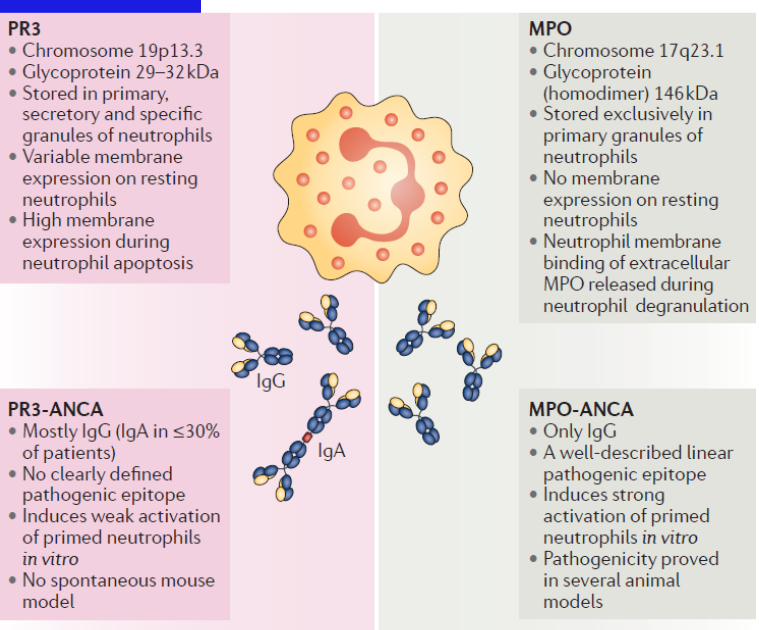 PR3
• Chromosome 19p13.3
• Glycoprotein 29–32kDa
• Stored in primary,
secretory and specific
granules of neutrophils
• Variable membrane
expression on resting
neutrophils
• High membrane
expression during
neutrophil apoptosis
MPO
• Chromosome 17q23.1
• Glycoprotein
(homodimer) 146kDa
• Stored exclusively in
primary granules of
neutrophils
• No membrane
expression on resting
neutrophils
• Neutrophil membrane
binding of extracellular
MPO released during
neutrophil degranulation
IgG
IgA
PR3-ANCA
• Mostly IgG (IgA in ≤30%
of patients)
• No clearly defined
pathogenic epitope
• Induces weak activation
of primed neutrophils
in vitro
• No spontaneous mouse
model
MPO-ANCA
• Only IgG
• A well-described linear
pathogenic epitope
• Induces strong
activation of primed
neutrophils in vitro
• Pathogenicity proved
in several animal
models